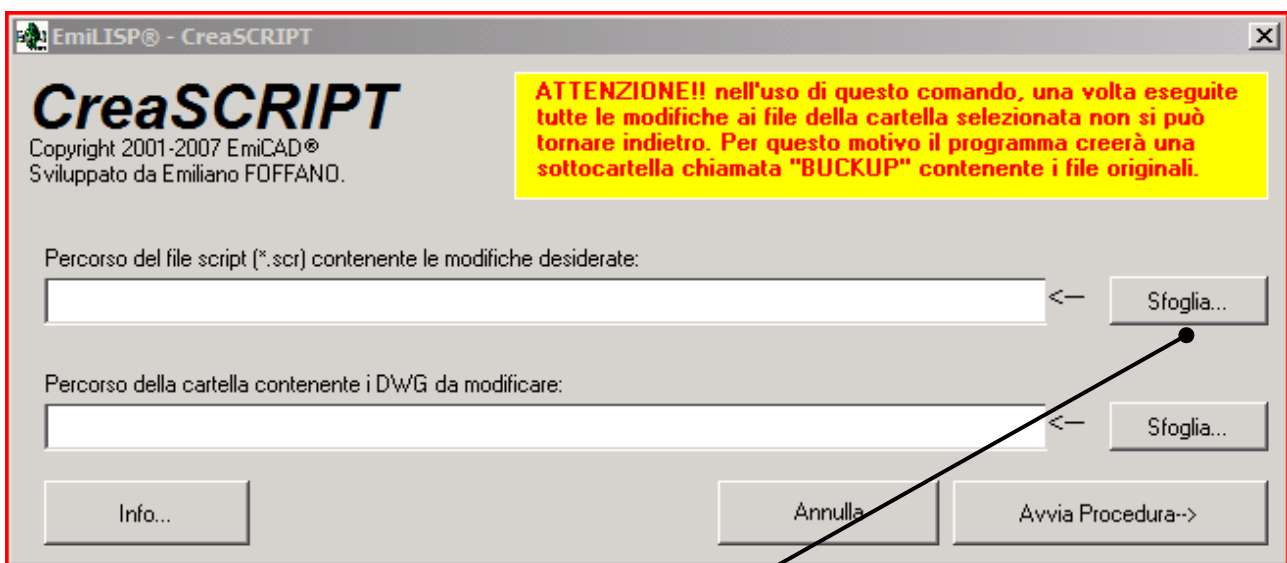 EmiLISP® - CreaSCRIPT
CreaSCRIPT
Copyright 2001-2007 EmiCAD®
Sviluppato da Emiliano FOFFANO.
ATTENZIONE!! nell'uso di questo comando, una volta eseguite
tutte le modifiche ai file della cartella selezionata non si può
tornare indietro. Per questo motivo il programma creerà una
sottocartella chiamata "BUCKUP" contenente i file originali.
Percorso del file script (*.scr) contenente le modifiche desiderate:
<--- Sfoglia...
Percorso della cartella contenente i DWG da modificare:
<--- Sfoglia...
Info... Annulla Avvia Procedura-->